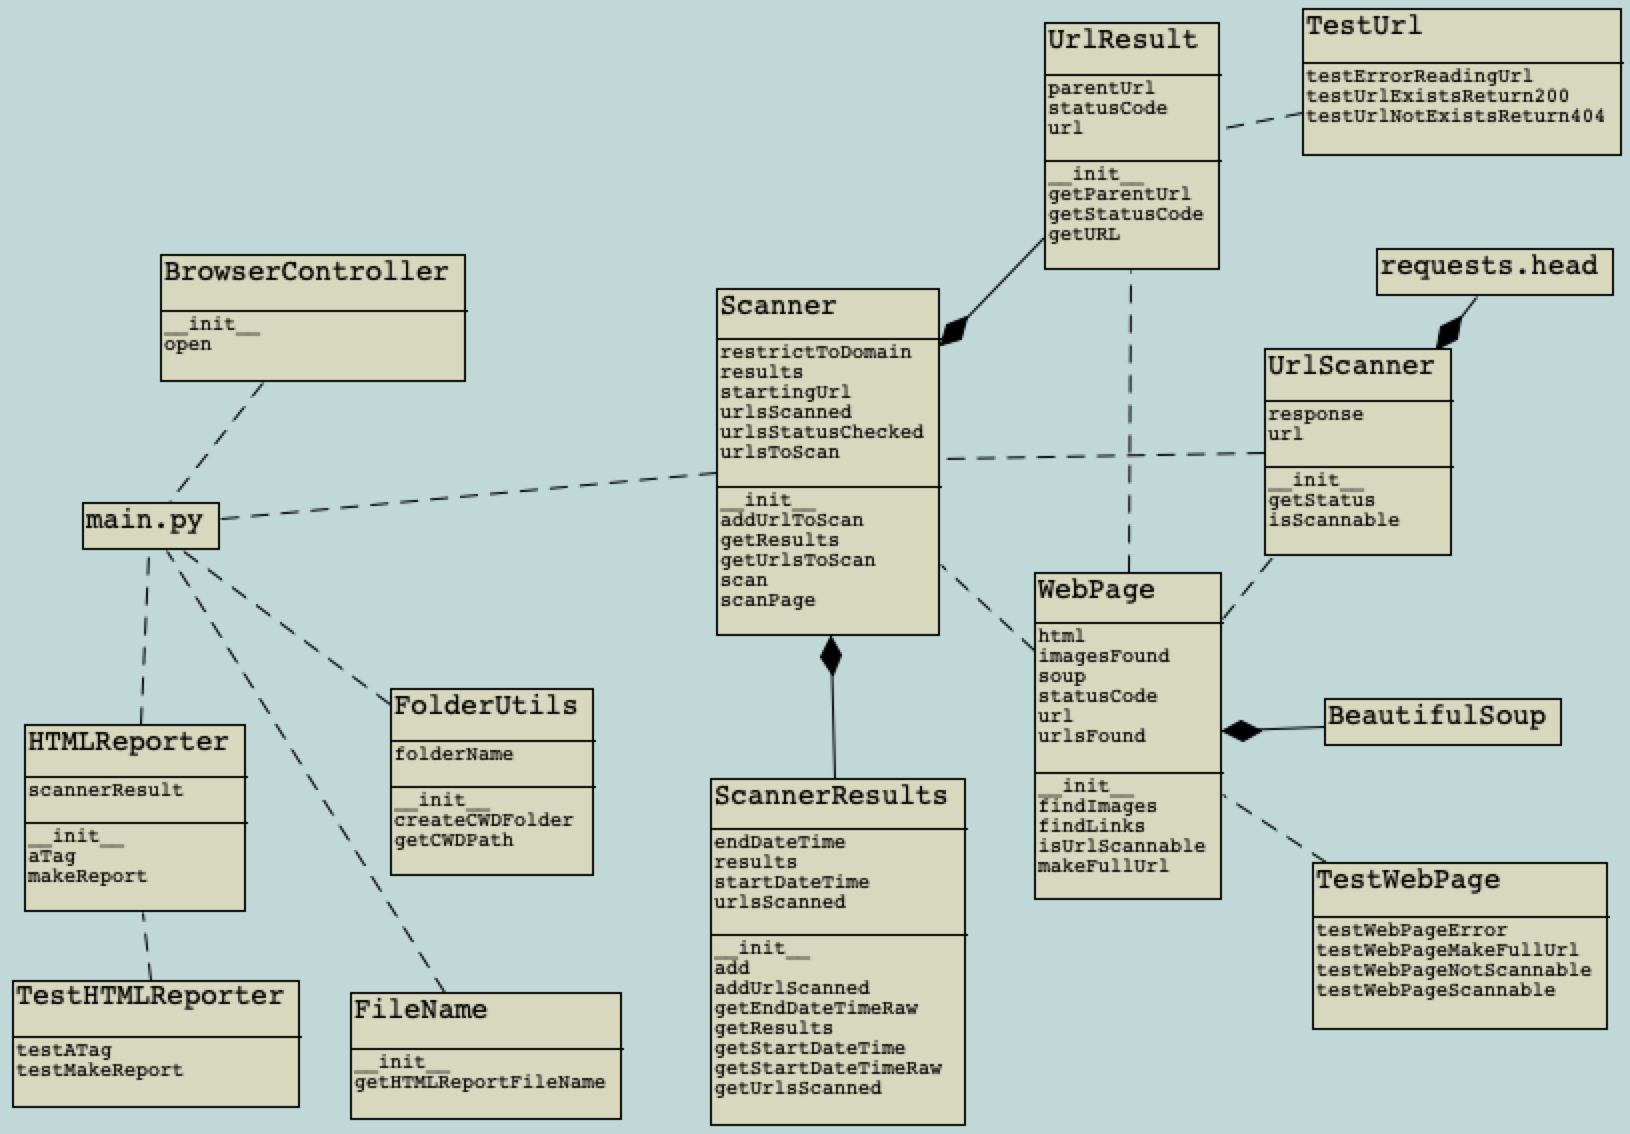 UrlResult
parentUrl
statusCode
url
__init__
getParentUrl
getStatusCode
getURL
TestUrl
testErrorReadingUrl
testUrlExistsReturn200
testUrlNotExistsReturn404
BrowserController
__init__
open
Scanner
restrictToDomain
results
startingUrl
urlsScanned
urlsStatusChecked
urlsToScan
__init__
addUrlToScan
getResults
getUrlsToScan
scan
scanPage
requests.head
UrlScanner
response
url
__init__
getStatus
isScannable
main.py
WebPage
html
imagesFound
soup
statusCode
url
urlsFound
__init__
findImages
findLinks
isUrlScannable
makeFullUrl
BeautifulSoup
HTMLReporter
scannerResult
__init__
aTag
makeReport
FolderUtils
folderName
__init__
createCWDFolder
getCWDPath
ScannerResults
endDateTime
results
startDateTime
urlsScanned
__init__
add
addUrlScanned
getEndDateTimeRaw
getResults
getStartDateTime
getStartDateTimeRaw
getUrlsScanned
TestWebPage
testWebPageError
testWebPageMakeFullUrl
testWebPageNotScannable
testWebPageScannable
TestHTMLReporter
testATag
testMakeReport
FileName
__init__
getHTMLReportFileName